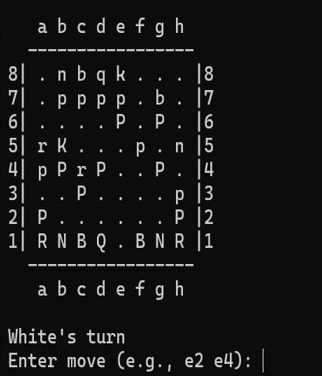 a b c d e f g h
-----------------
8| . n b q k . . . |8
7| . p p p p . b . |7
6| . . . . P . P . |6
5| r K . . . p . n |5
4| p P r P . . P . |4
3| . . P . . . . p |3
2| P . . . . . . P |2
1| R N B Q . B N R |1
-----------------
a b c d e f g h
White's turn
Enter move (e.g., e2 e4):